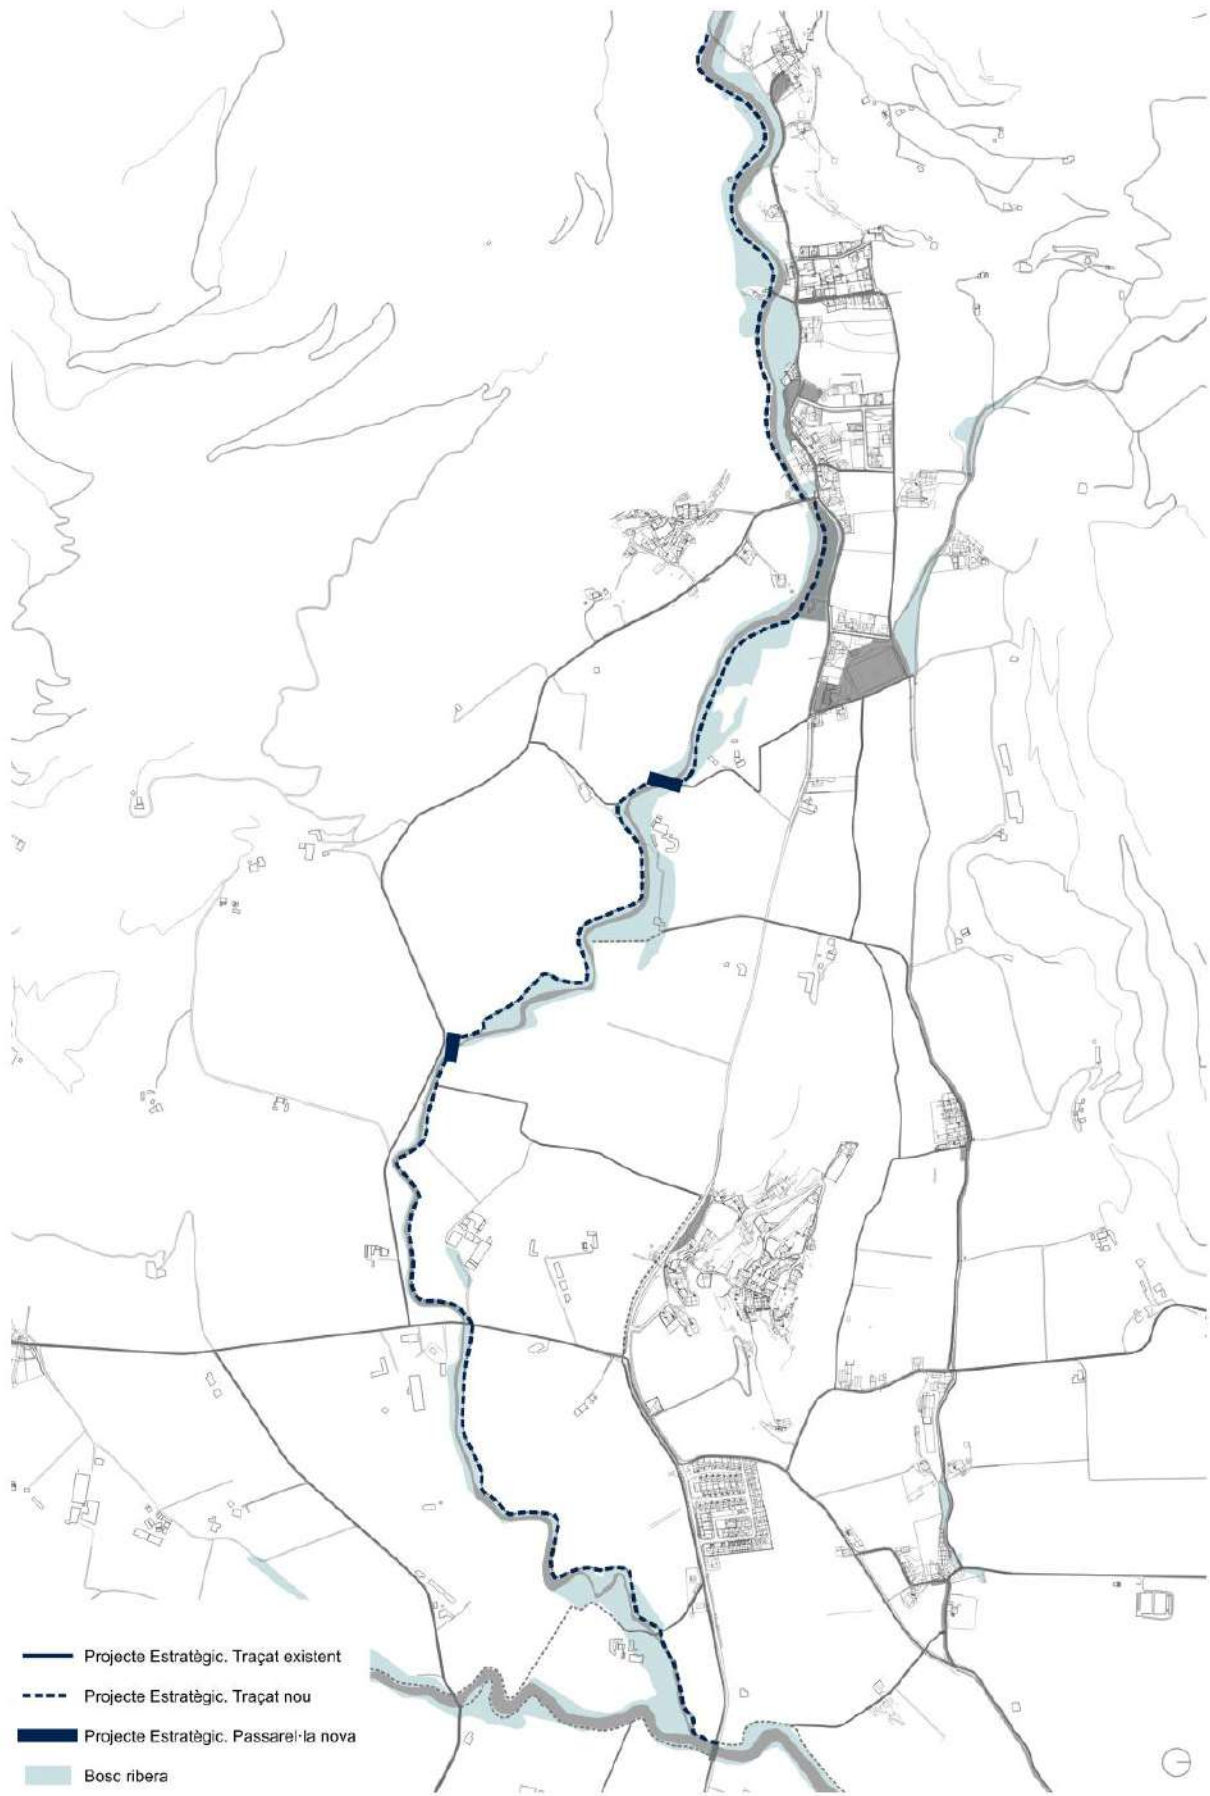 Projecte Estratègic. Traçat existent
Projecte Estratègic. Traçat nou
Projecte Estratègic. Passarel·la nova
Bosc ribera